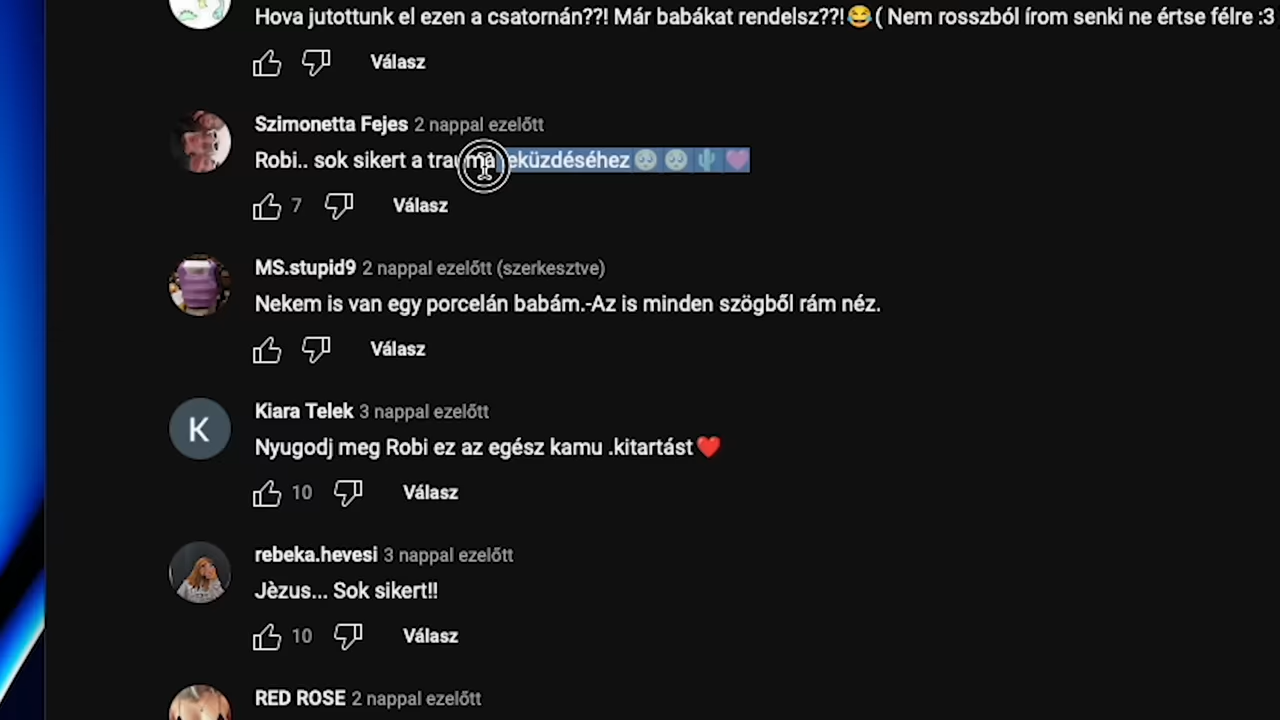 Hova jutottunk el ezen a csatornán??! Már babákat rendelsz??!😂( Nem rosszból írom senki ne értse félre :3
Válasz
Szimonetta Fejes 2 nappal ezelőtt
Robi.. sok sikert a trauma leküzdéséhez🥺🥺🌵💗
7 Válasz
MS.stupid9 2 nappal ezelőtt (szerkesztve)
Nekem is van egy porcelán babám.-Az is minden szögből rám néz.
Válasz
K
Kiara Telek 3 nappal ezelőtt
Nyugodj meg Robi ez az egész kamu .kitartást❤️
10 Válasz
rebeka.hevesi 3 nappal ezelőtt
Jèzus... Sok sikert!!
10 Válasz
RED ROSE 2 nappal ezelőtt